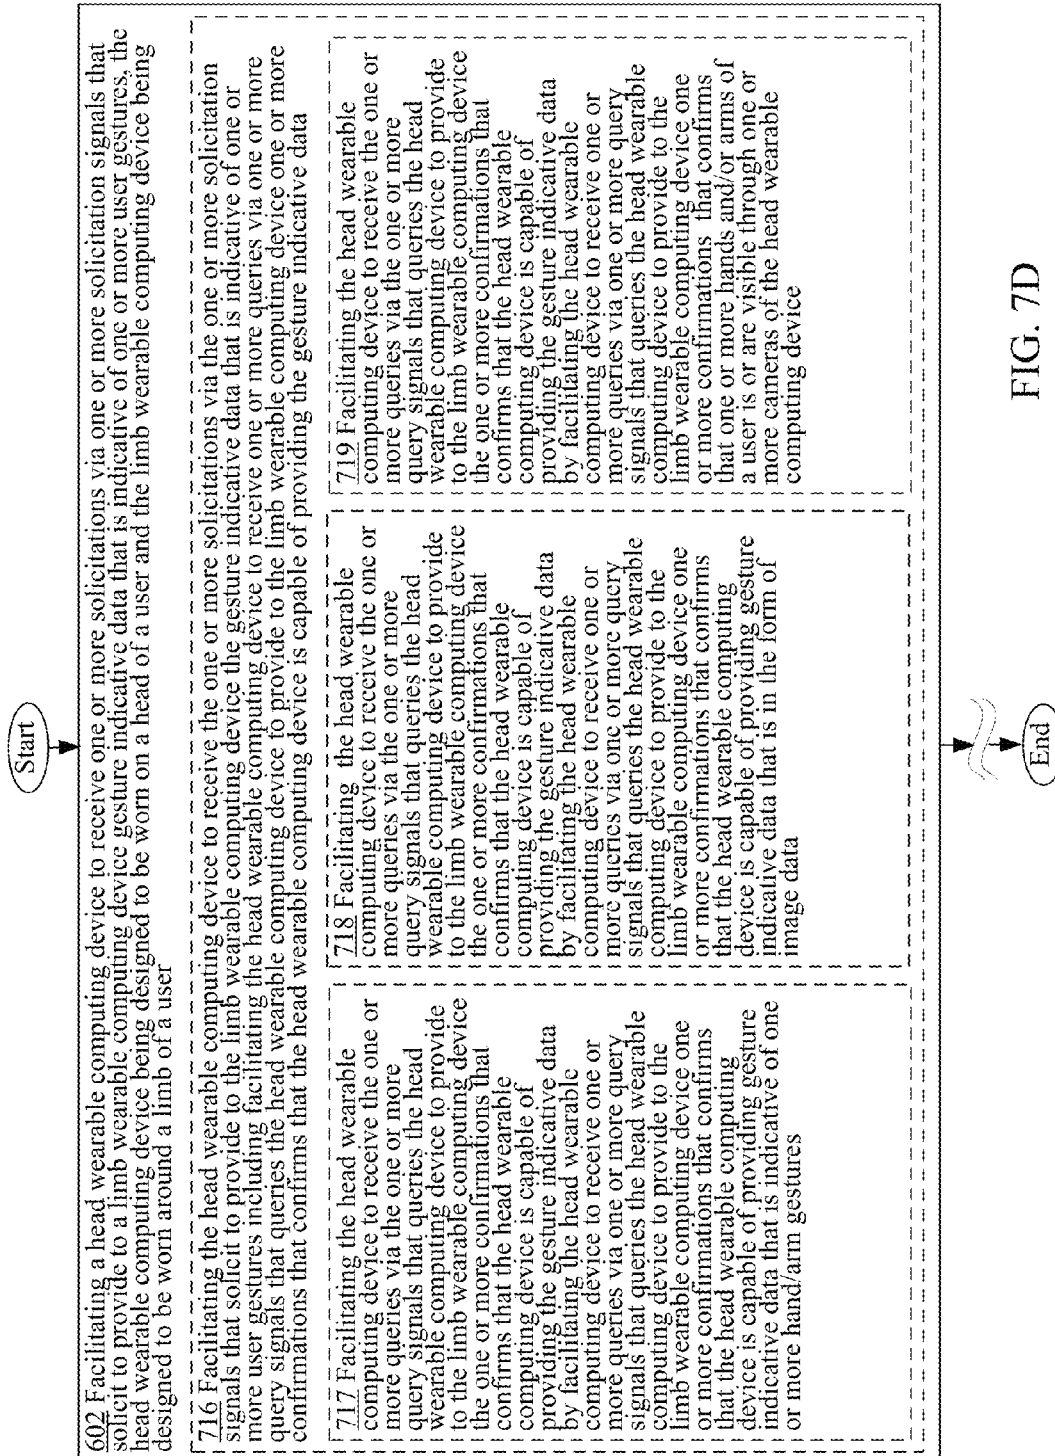 Start
602 Facilitating a head wearable computing device to receive one or more solicitations via one or more solicitation signals that
solicit to provide to a limb wearable computing device gesture indicative data that is indicative of one or more user gestures, the
head wearable computing device being designed to be worn on a head of a user and the limb wearable computing device being
designed to be worn around a limb of a user
716 Facilitating the head wearable computing device to receive the one or more solicitations via the one or more solicitation
signals that solicit to provide to the limb wearable computing device the gesture indicative data that is indicative of one or
more user gestures including facilitating the head wearable computing device to receive one or more queries via one or more
query signals that queries the head wearable computing device to provide to the limb wearable computing device one or more
confirmations that confirms that the head wearable computing device is capable of providing the gesture indicative data
717 Facilitating the head wearable
computing device to receive the one or
more queries via the one or more
query signals that queries the head
wearable computing device to provide
to the limb wearable computing device
the one or more confirmations that
confirms that the head wearable
computing device is capable of
providing the gesture indicative data
by facilitating the head wearable
computing device to receive one or
more queries via one or more query
signals that queries the head wearable
computing device to provide to the
limb wearable computing device one
or more confirmations that confirms
that the head wearable computing
device is capable of providing gesture
indicative data that is indicative of one
or more hand/arm gestures
718 Facilitating the head wearable
computing device to receive the one or
more queries via the one or more
query signals that queries the head
wearable computing device to provide
to the limb wearable computing device
the one or more confirmations that
confirms that the head wearable
computing device is capable of
providing the gesture indicative data
by facilitating the head wearable
computing device to receive one or
more queries via one or more query
signals that queries the head wearable
computing device to provide to the
limb wearable computing device one
or more confirmations that confirms
that the head wearable computing
device is capable of providing gesture
indicative data that is in the form of
image data
719 Facilitating the head wearable
computing device to receive the one or
more queries via the one or more
query signals that queries the head
wearable computing device to provide
to the limb wearable computing device
the one or more confirmations that
confirms that the head wearable
computing device is capable of
providing the gesture indicative data
by facilitating the head wearable
computing device to receive one or
more queries via one or more query
signals that queries the head wearable
computing device to provide to the
limb wearable computing device one
or more confirmations that confirms
that one or more hands and/or arms of
a user is or are visible through one or
more cameras of the head wearable
computing device
End
FIG. 7D